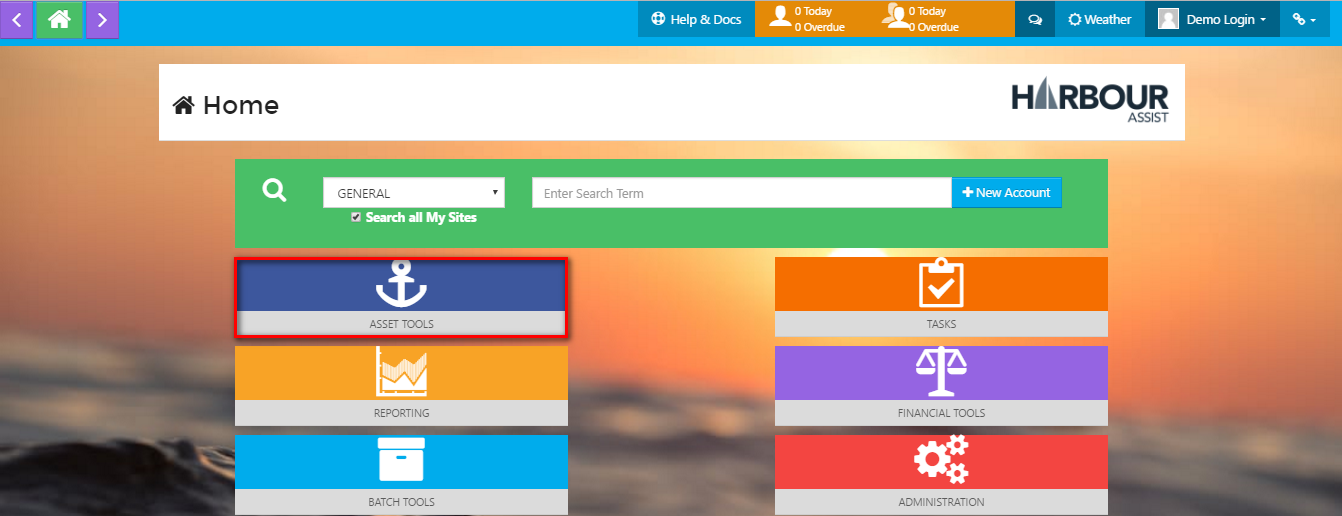 Help & Docs
0 Today
0 Overdue
0 Today
0 Overdue
Weather
Demo Login
Home
HARBOUR
ASSIST
GENERAL
Enter Search Term
New Account
Search all My Sites
ASSET TOOLS
TASKS
REPORTING
FINANCIAL TOOLS
BATCH TOOLS
ADMINISTRATION